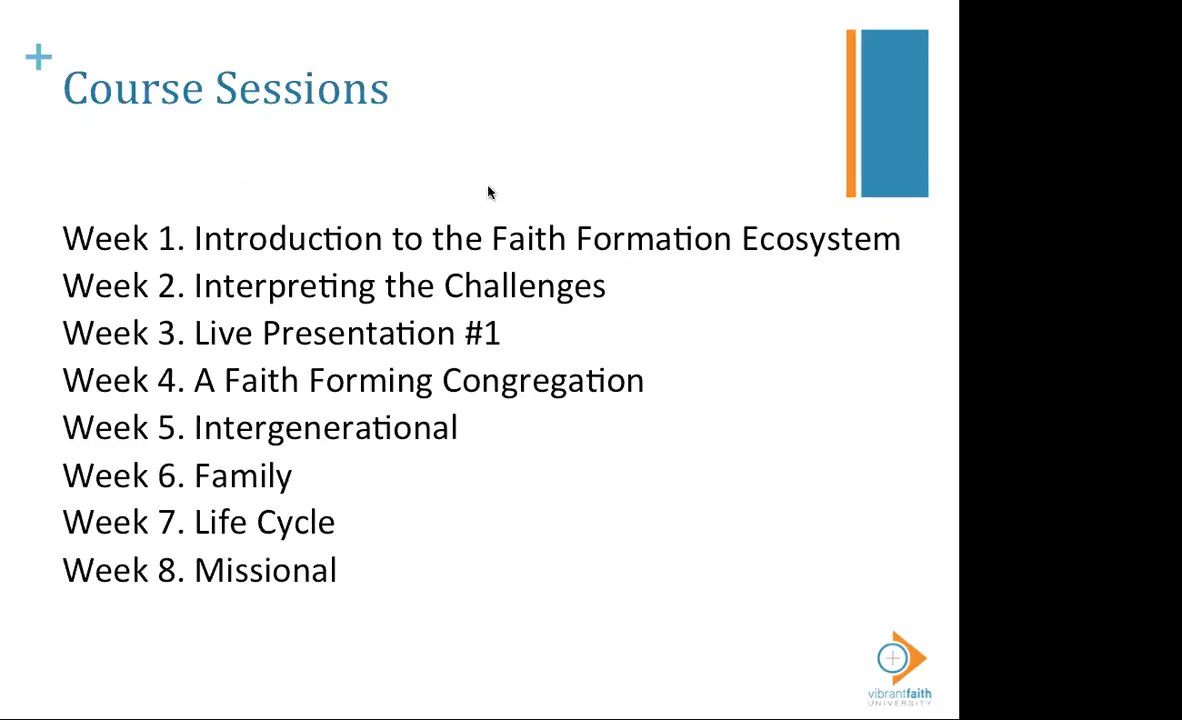 +
Course Sessions
Week 1. Introduction to the Faith Formation Ecosystem
Week 2. Interpreting the Challenges
Week 3. Live Presentation #1
Week 4. A Faith Forming Congregation
Week 5. Intergenerational
Week 6. Family
Week 7. Life Cycle
Week 8. Missional
vibrantfaith
UNIVERSITY